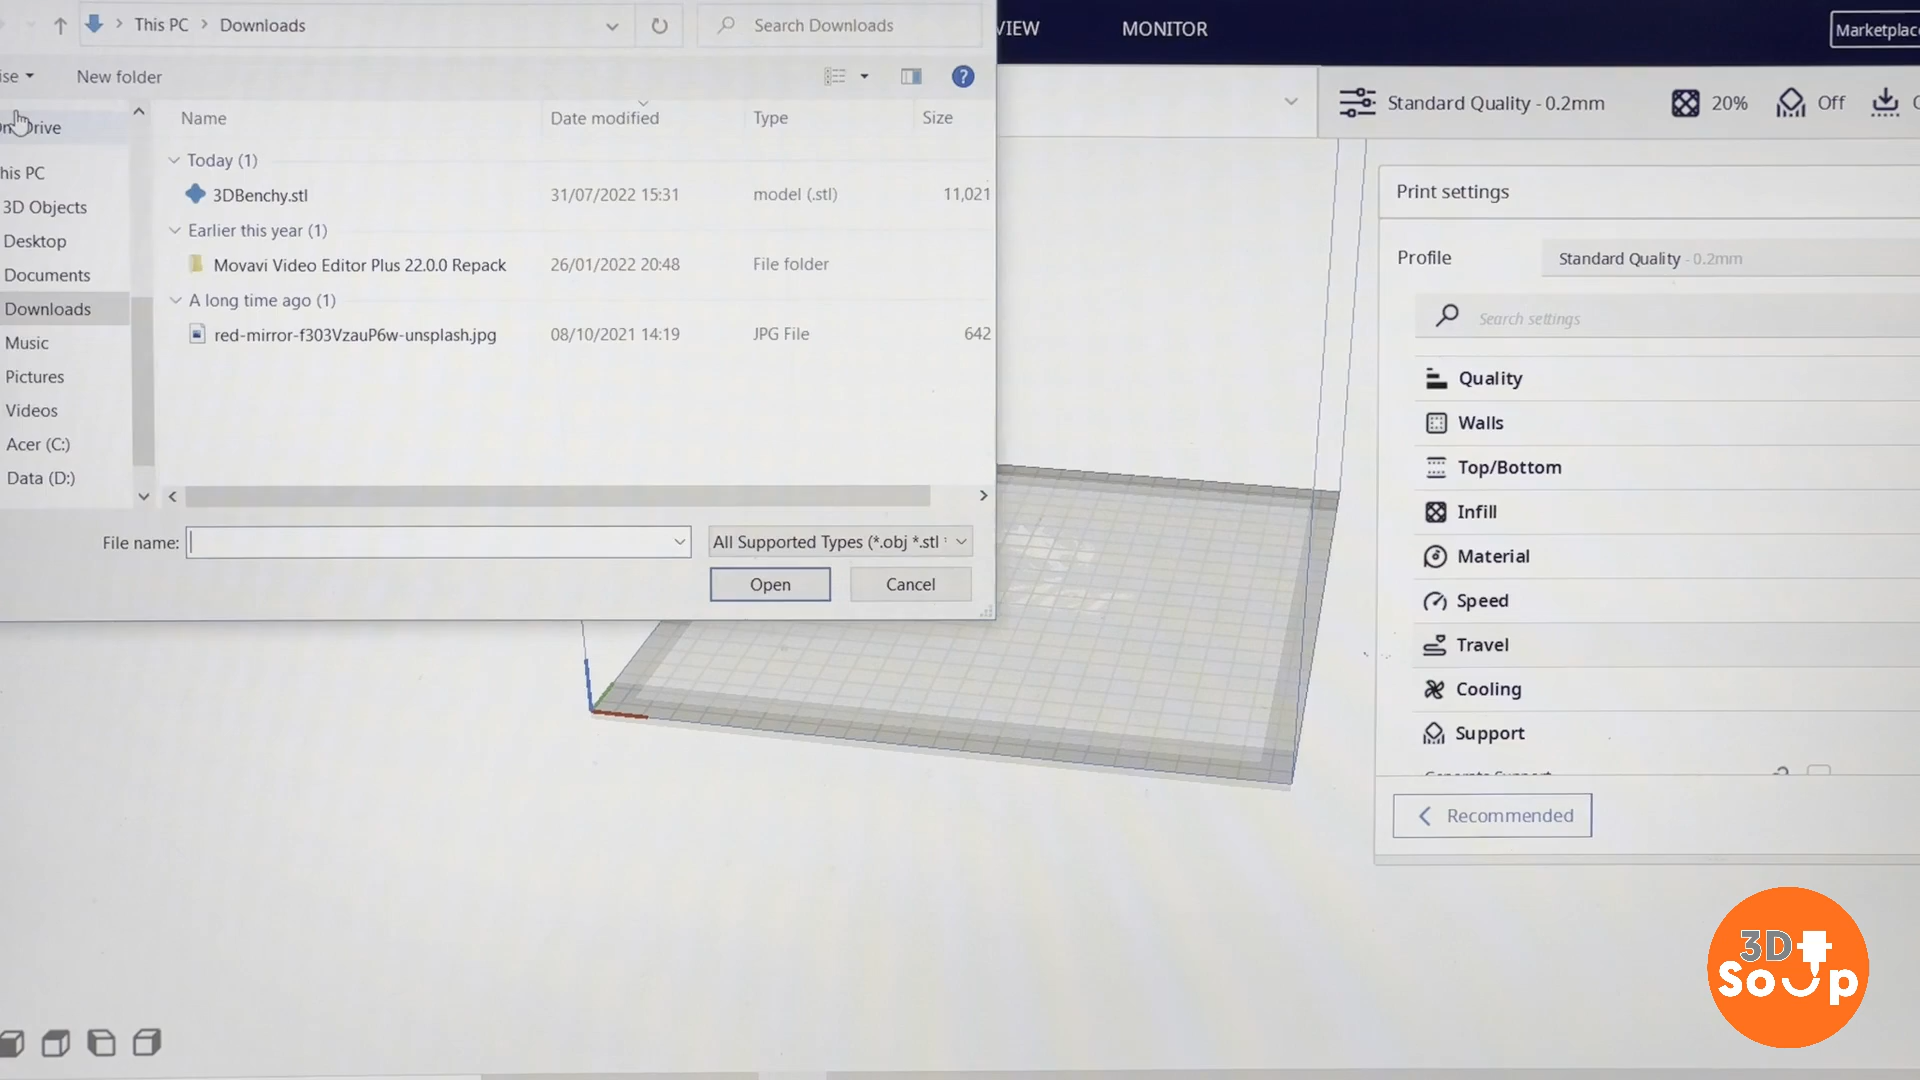 This PC > Downloads
Search Downloads
VIEW
MONITOR
New folder
Standard Quality - 0.2mm
20%
Off
Name
Date modified
Type
Size
Today (1)
3DBenchy.stl
31/07/2022 15:31
model (.stl)
11,021
Earlier this year (1)
Movavi Video Editor Plus 22.0.0 Repack
26/01/2022 20:48
File folder
A long time ago (1)
red-mirror-f303VzauP6w-unsplash.jpg
08/10/2021 14:19
JPG File
642
his PC
3D Objects
Desktop
Documents
Downloads
Music
Pictures
Videos
Acer (C:)
Data (D:)
File name:
All Supported Types (*.obj *.stl
Open
Cancel
Marketplac
Print settings
Profile
Standard Quality - 0.2mm
Search settings
Quality
Walls
Top/Bottom
Infill
Material
Speed
Travel
Cooling
Support
Recommended
3D
Soup